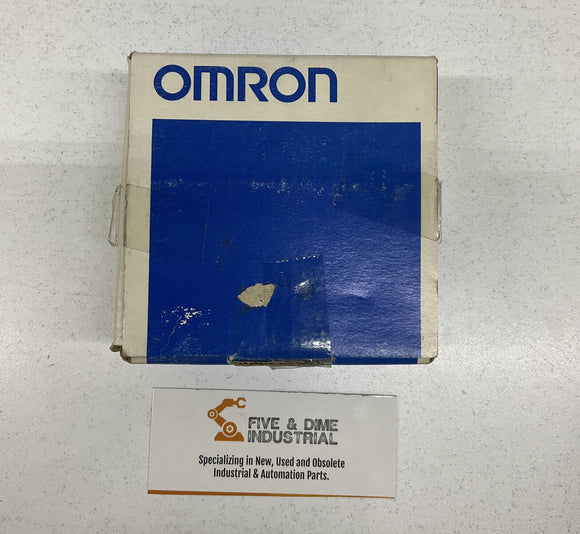 OMRON
FIVE & DIME
INDUSTRIAL
Specializing in New, Used and Obsolete
Industrial & Automation Parts.